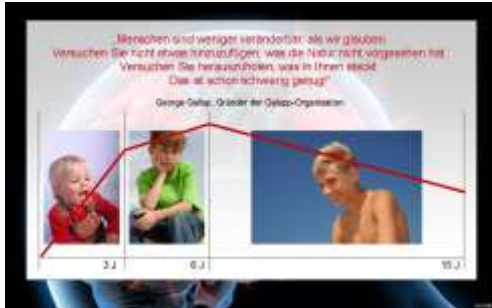 „Menschen sind weniger veränderbar, als wir glauben.
Versuchen Sie nicht etwas hinzuzufügen, was die Natur nicht vorgesehen hat.
Versuchen Sie herauszuholen, was in Ihnen steckt.
Das ist schon schwierig genug!"
George Gallup, Gründer der Gallupp-Organisation
3 J
6 J
15 J